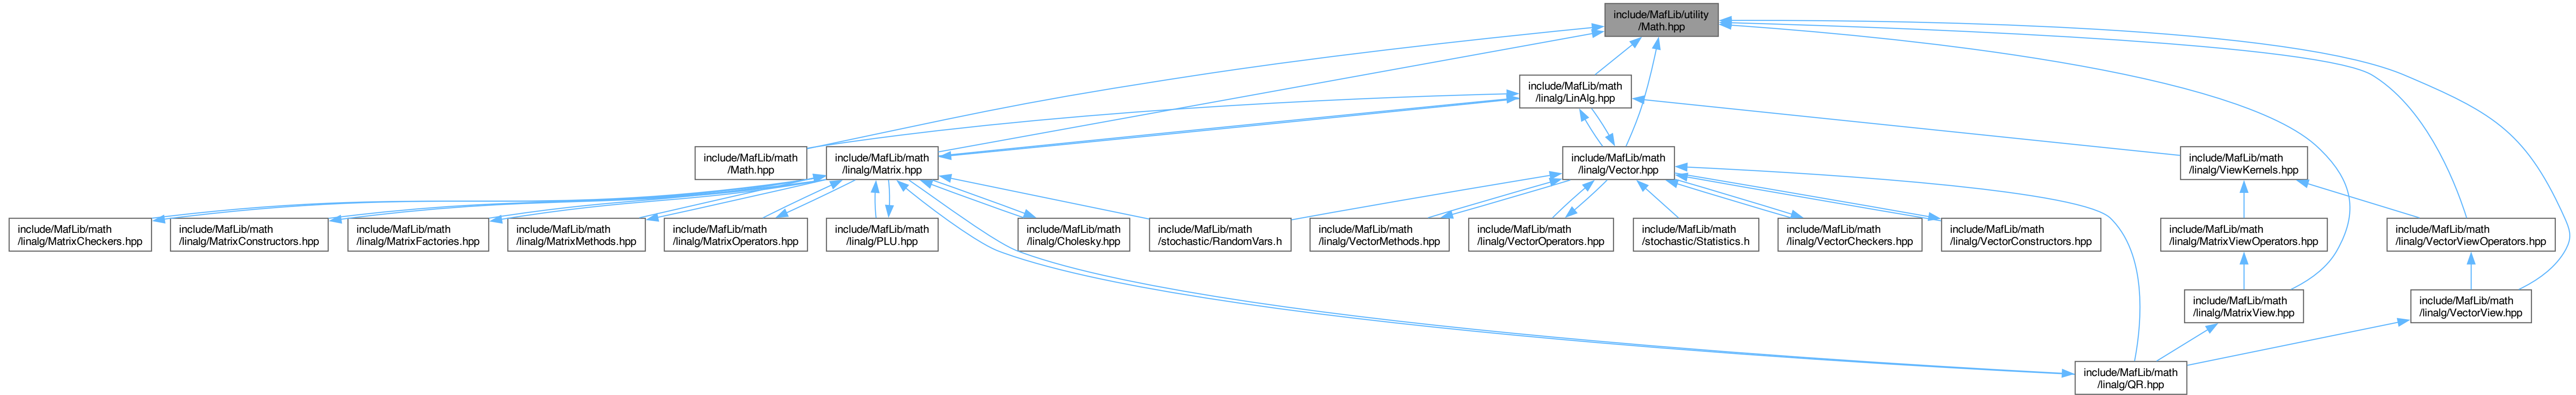 include/MafLib/utility
/Math.hpp
include/MafLib/math
/linalg/LinAlg.hpp
include/MafLib/math
/Math.hpp
include/MafLib/math
/linalg/Matrix.hpp
include/MafLib/math
/linalg/Vector.hpp
include/MafLib/math
/linalg/ViewKernels.hpp
include/MafLib/math
/linalg/MatrixCheckers.hpp
include/MafLib/math
/linalg/MatrixConstructors.hpp
include/MafLib/math
/linalg/MatrixFactories.hpp
include/MafLib/math
/linalg/MatrixMethods.hpp
include/MafLib/math
/linalg/MatrixOperators.hpp
include/MafLib/math
/linalg/PLU.hpp
include/MafLib/math
/linalg/Cholesky.hpp
include/MafLib/math
/stochastic/RandomVars.h
include/MafLib/math
/linalg/VectorMethods.hpp
include/MafLib/math
/linalg/VectorOperators.hpp
include/MafLib/math
/stochastic/Statistics.h
include/MafLib/math
/linalg/VectorCheckers.hpp
include/MafLib/math
/linalg/VectorConstructors.hpp
include/MafLib/math
/linalg/MatrixViewOperators.hpp
include/MafLib/math
/linalg/VectorViewOperators.hpp
include/MafLib/math
/linalg/MatrixView.hpp
include/MafLib/math
/linalg/VectorView.hpp
include/MafLib/math
/linalg/QR.hpp